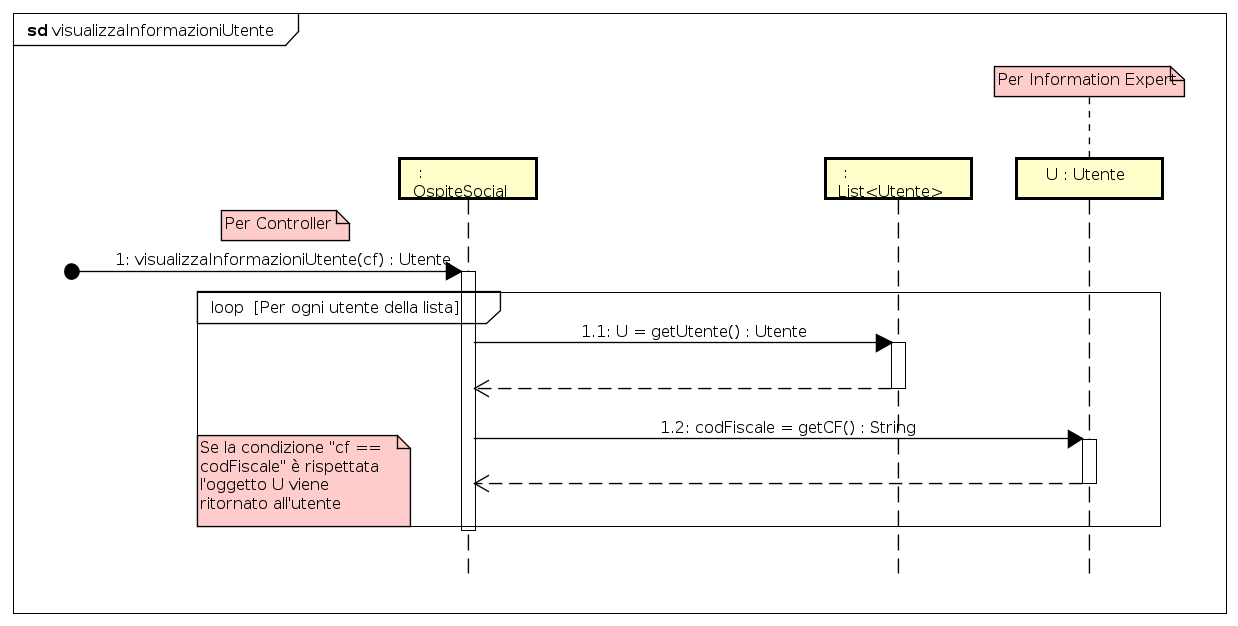 sd visualizzaInformazioniUtente
Per Information Expert
:
OspiteSocial
:
List<Utente>
U : Utente
Per Controller
1: visualizzaInformazioniUtente(cf) : Utente
loop [Per ogni utente della lista]
1.1: U = getUtente() : Utente
1.2: codFiscale = getCF() : String
Se la condizione "cf ==
codFiscale" è rispettata
l'oggetto U viene
ritornato all'utente